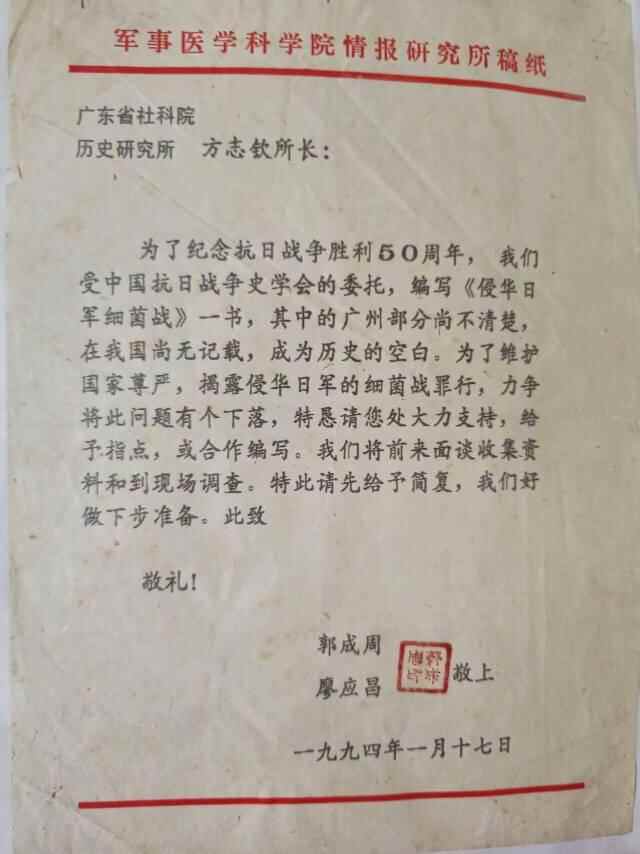 军事医学科学院情报研究所稿纸
广东省社科院
历史研究所 方志钦所长：
为了纪念抗日战争胜利50周年，我们
受中国抗日战争史学会的委托，编写《侵华日
军细菌战》一书，其中的广州部分尚不清楚，
在我国尚无记载，成为历史的空白。为了维护
国家尊严，揭露侵华日军的细菌战罪行，力争
将此问题有个下落，特恳请您处大力支持，给
予指点，或合作编写。我们将前来面谈收集资
料和到现场调查。特此请先给予简复，我们好
做下步准备。此致
敬礼！
郭成周
廖应昌 敬上
一九九四年一月十七日